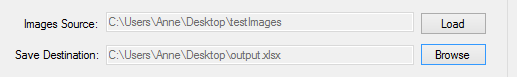 Images Source: C:\Users\Anne\Desktop\testImages Load
Save Destination: C:\Users\Anne\Desktop\output.xlsx Browse